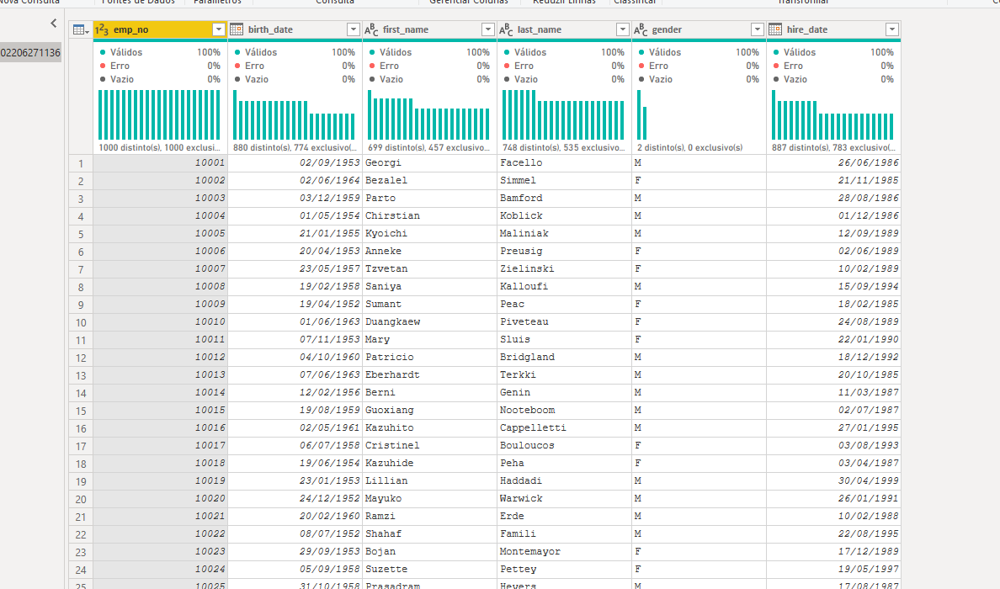 Nova Consulta Fontes de Dados Parâmetros Consulta Gerenciar Colunas Reduzir Linhas Classificar Transformar
02206271136
1²3 emp_no birth_date ABC first_name ABC last_name ABC gender hire_date
Válidos 100% Válidos 100% Válidos 100% Válidos 100% Válidos 100% Válidos 100%
Erro 0% Erro 0% Erro 0% Erro 0% Erro 0% Erro 0%
Vazio 0% Vazio 0% Vazio 0% Vazio 0% Vazio 0% Vazio 0%
1000 distinto(s), 1000 exclusi... 880 distinto(s), 774 exclusivo(... 699 distinto(s), 457 exclusivo... 748 distinto(s), 535 exclusivo... 2 distinto(s), 0 exclusivo(s) 887 distinto(s), 783 exclusivo(...
1 10001 02/09/1953 Georgi Facello M 26/06/1986
2 10002 02/06/1964 Bezalel Simmel F 21/11/1985
3 10003 03/12/1959 Parto Bamford M 28/08/1986
4 10004 01/05/1954 Chirstian Koblick M 01/12/1986
5 10005 21/01/1955 Kyoichi Maliniak M 12/09/1989
6 10006 20/04/1953 Anneke Preusig F 02/06/1989
7 10007 23/05/1957 Tzvetan Zielinski F 10/02/1989
8 10008 19/02/1958 Saniya Kalloufi M 15/09/1994
9 10009 19/04/1952 Sumant Peac F 18/02/1985
10 10010 01/06/1963 Duangkaew Piveteau F 24/08/1989
11 10011 07/11/1953 Mary Sluis F 22/01/1990
12 10012 04/10/1960 Patricio Bridgland M 18/12/1992
13 10013 07/06/1963 Eberhardt Terkki M 20/10/1985
14 10014 12/02/1956 Berni Genin M 11/03/1987
15 10015 19/08/1959 Guoxiang Nooteboom M 02/07/1987
16 10016 02/05/1961 Kazuhito Cappelletti M 27/01/1995
17 10017 06/07/1958 Cristinel Bouloucos F 03/08/1993
18 10018 19/06/1954 Kazuhide Peha F 03/04/1987
19 10019 23/01/1953 Lillian Haddadi M 30/04/1999
20 10020 24/12/1952 Mayuko Warwick M 26/01/1991
21 10021 20/02/1960 Ramzi Erde M 10/02/1988
22 10022 08/07/1952 Shahaf Famili M 22/08/1995
23 10023 29/09/1953 Bojan Montemayor F 17/12/1989
24 10024 05/09/1958 Suzette Pettey F 19/05/1997
25 10025 31/10/1958 Prasadram Heyers M 17/08/1987